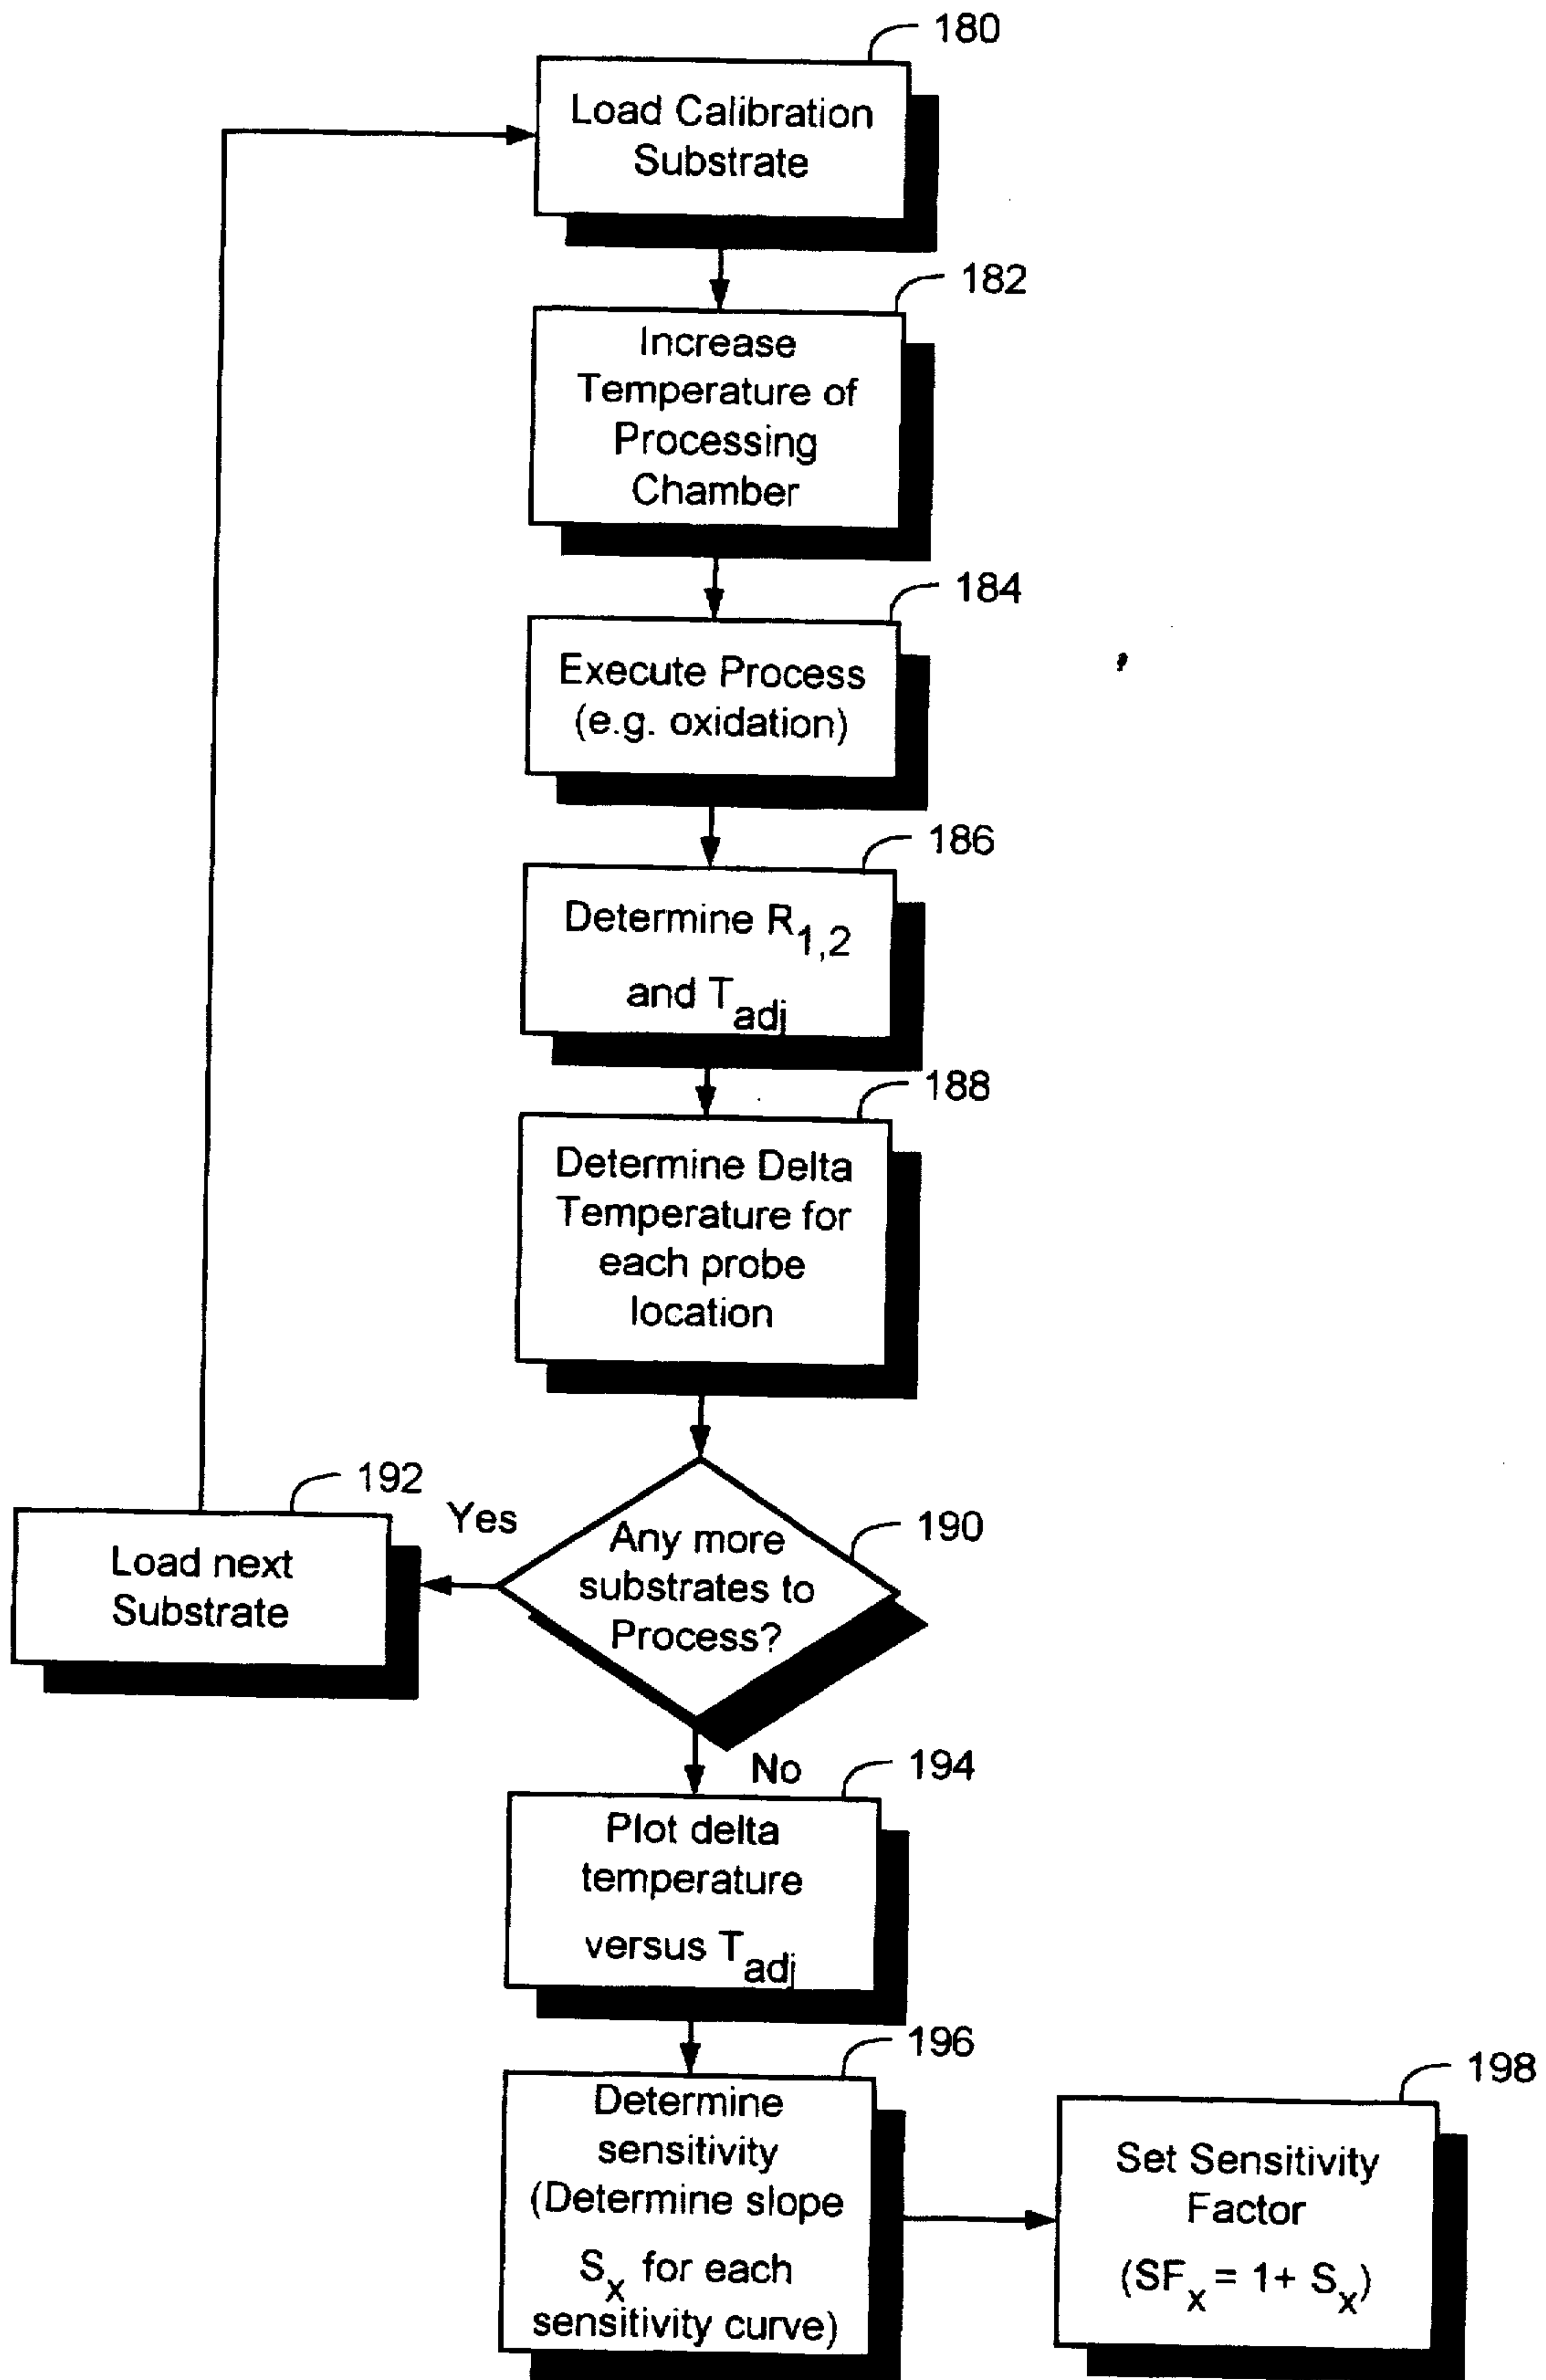 180
Load Calibration
Substrate
182
Increase
Temperature of
Processing
Chamber
184
Execute Process
(e.g. oxidation)
186
Determine R1,2
and Tadj
188
Determine Delta
Temperature for
each probe
location
192
Load next
Substrate
Yes
190
Any more
substrates to
Process?
No
194
Plot delta
temperature
versus Tadj
196
Determine
sensitivity
(Determine slope
Sx for each
sensitivity curve)
198
Set Sensitivity
Factor
(SFx = 1+ Sx)